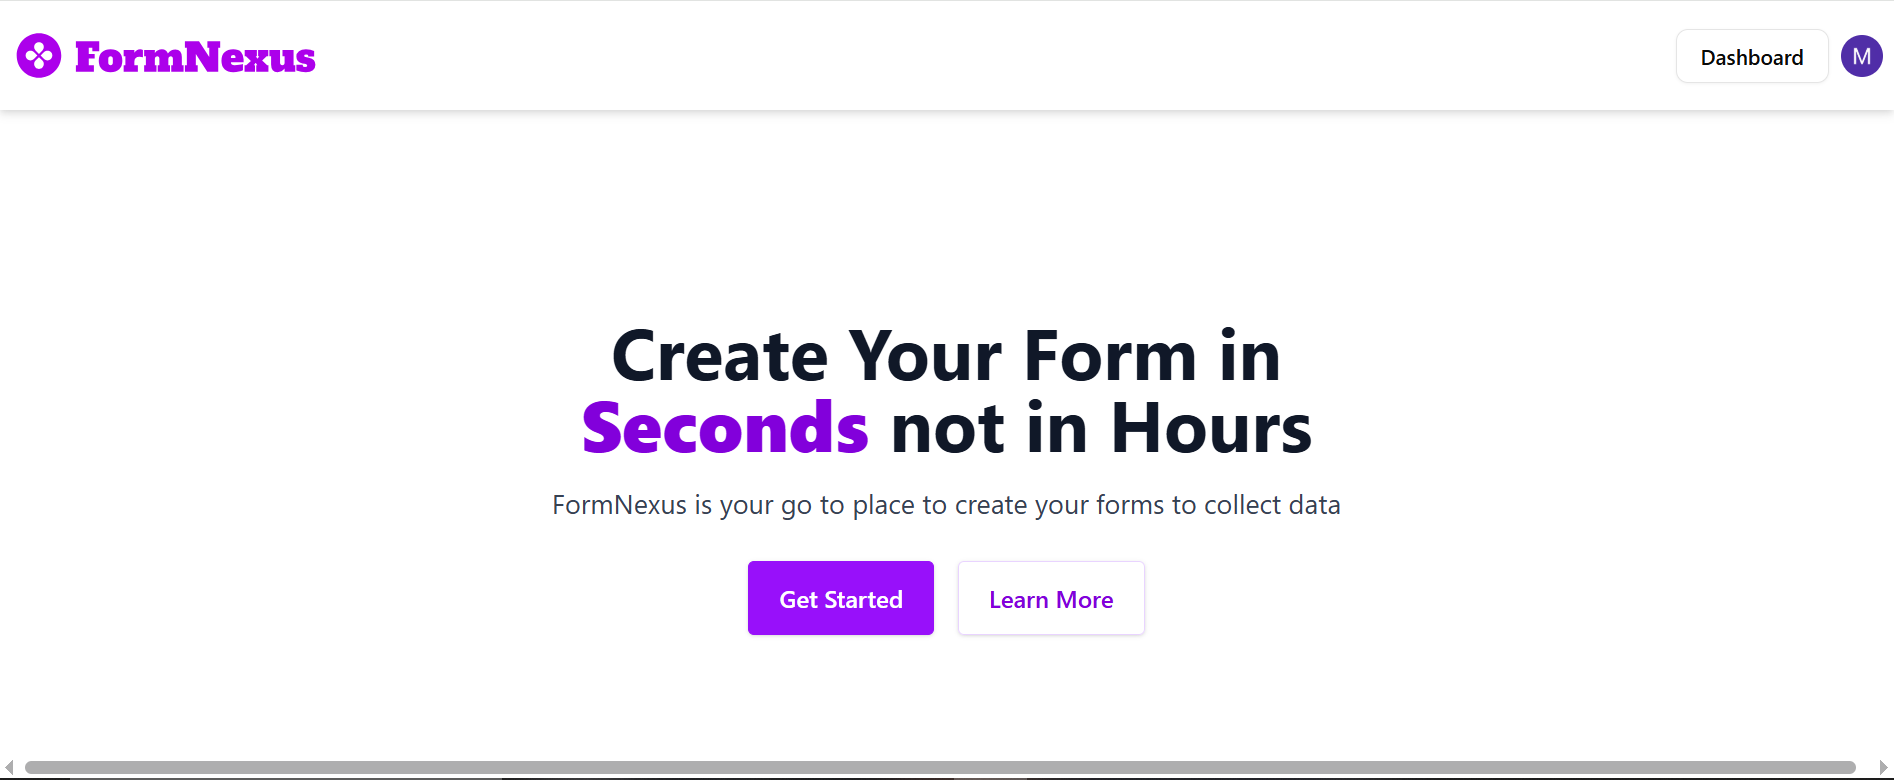 FormNexus
Dashboard
M
Create Your Form in
Seconds not in Hours
FormNexus is your go to place to create your forms to collect data
Get Started
Learn More